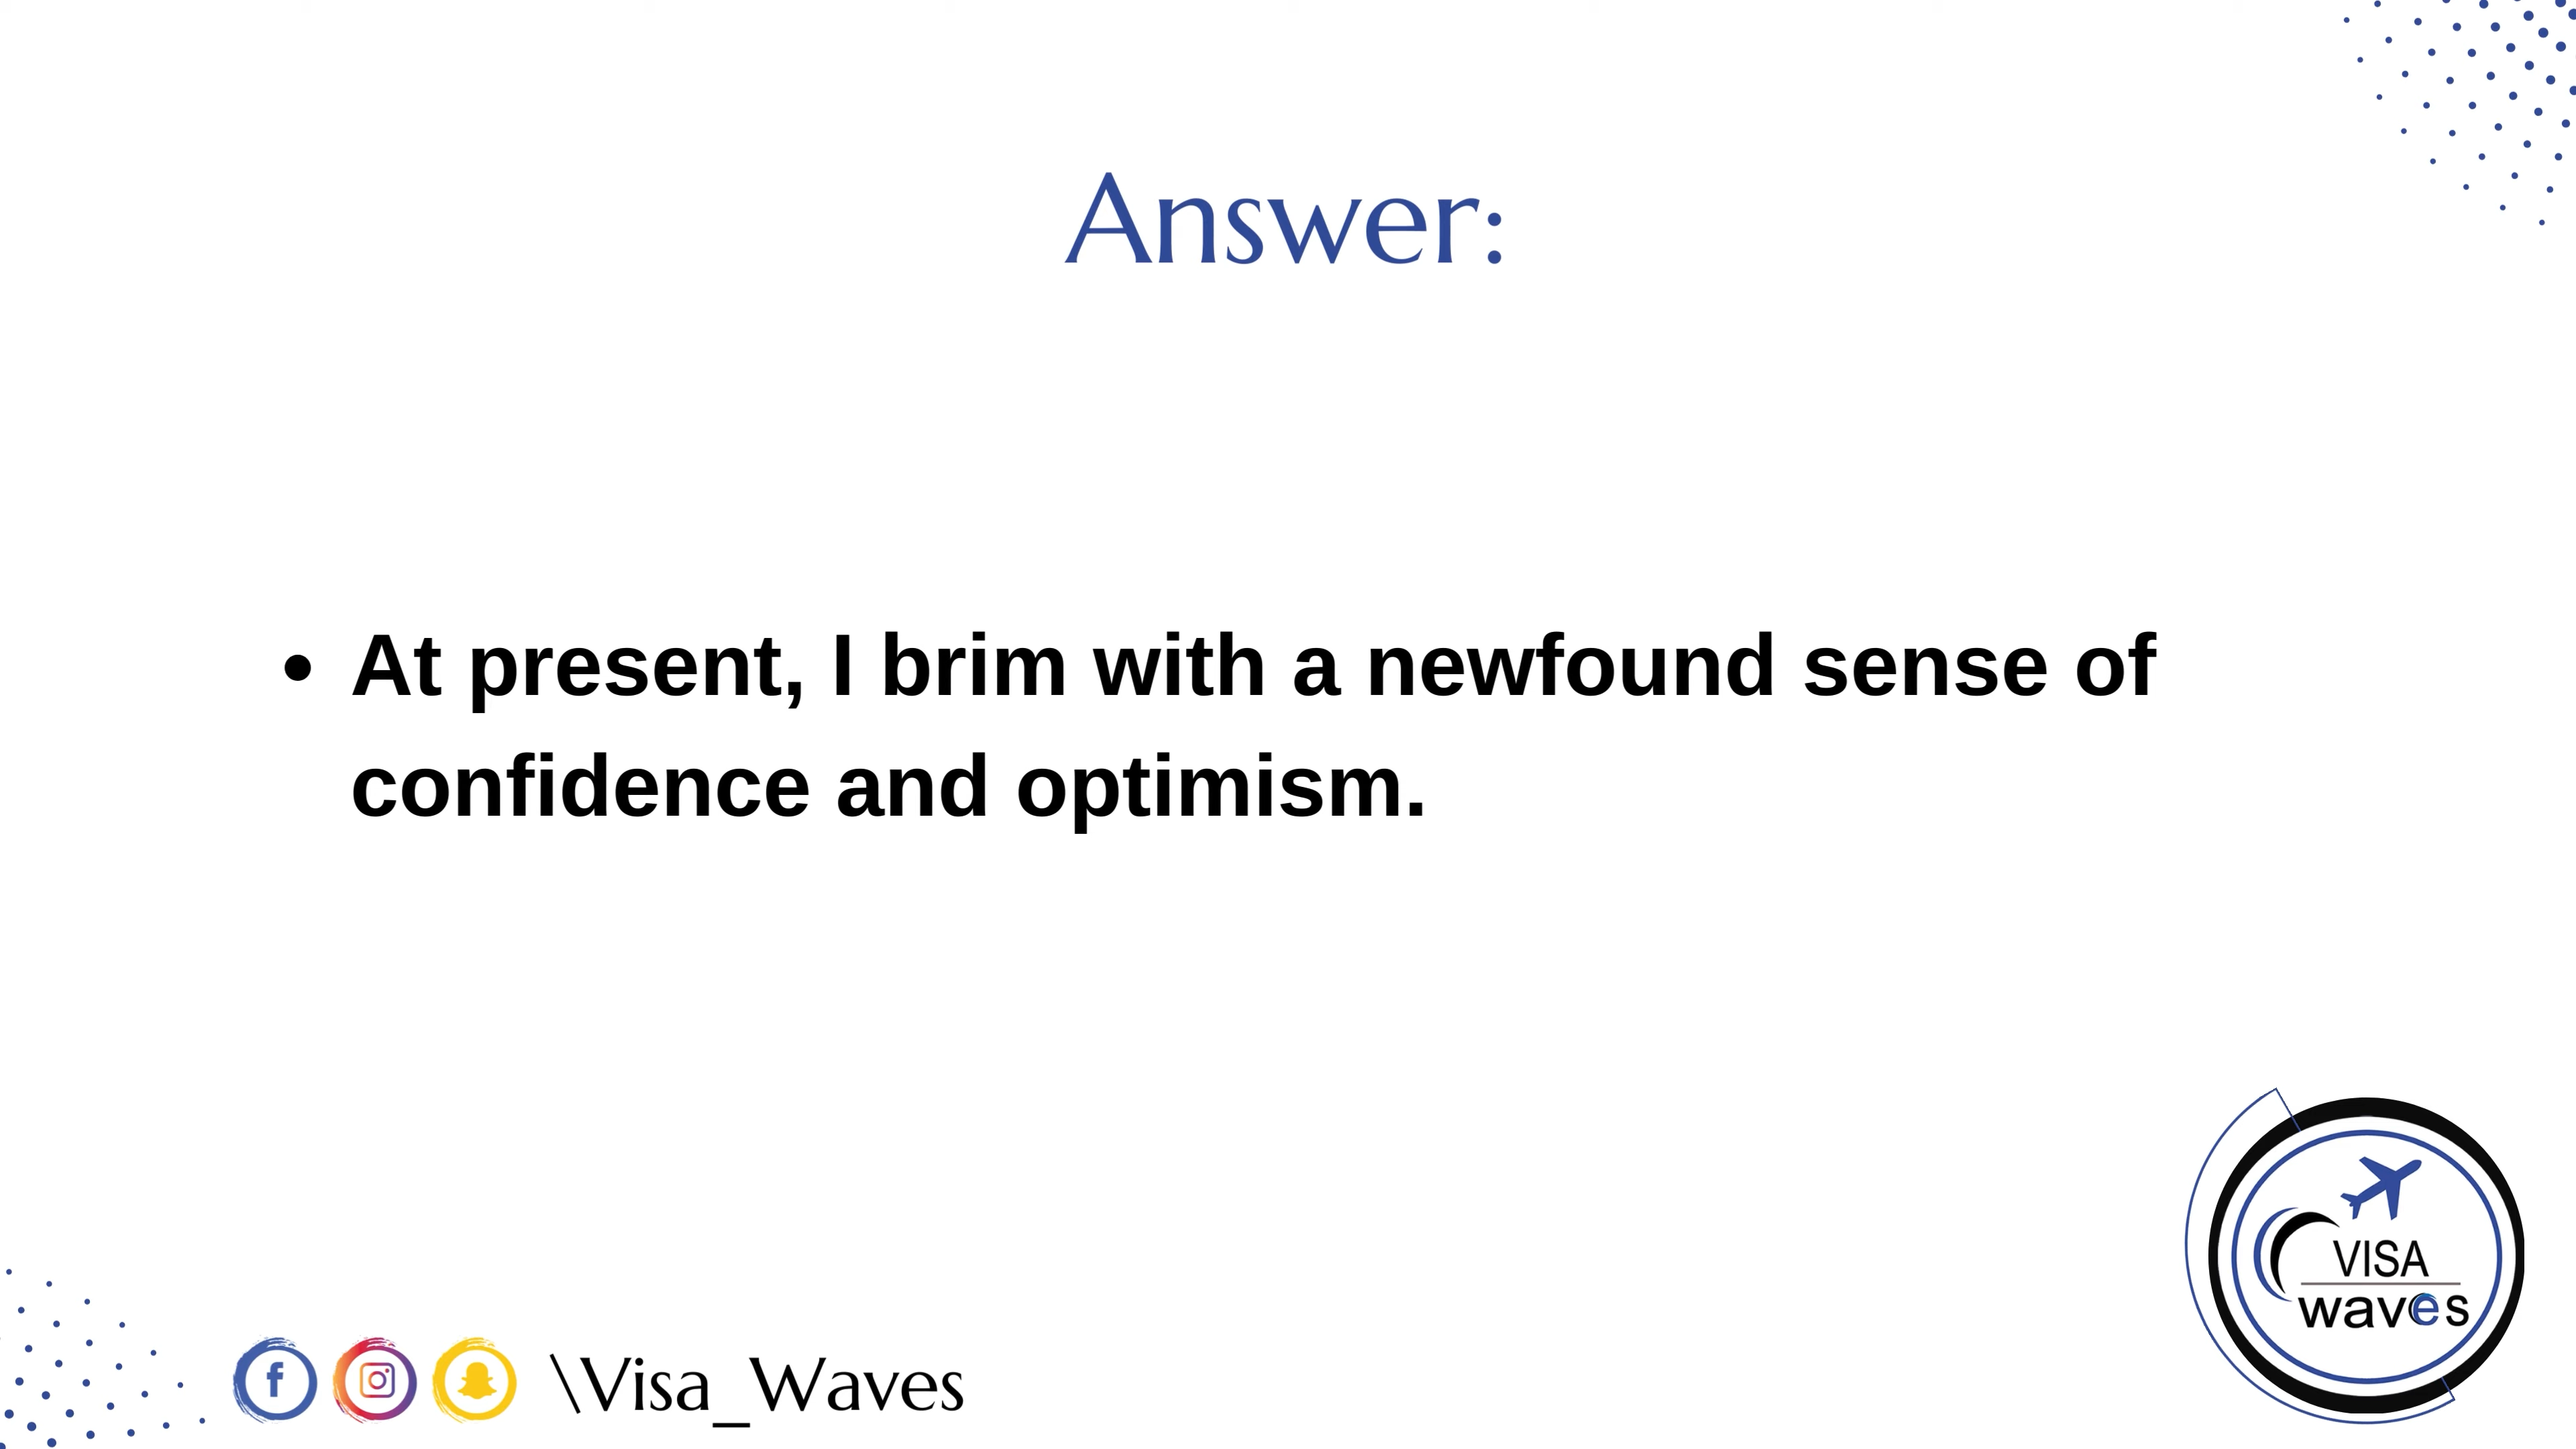 Answer:
• At present, I brim with a newfound sense of
confidence and optimism.
VISA
waves
\Visa_Waves